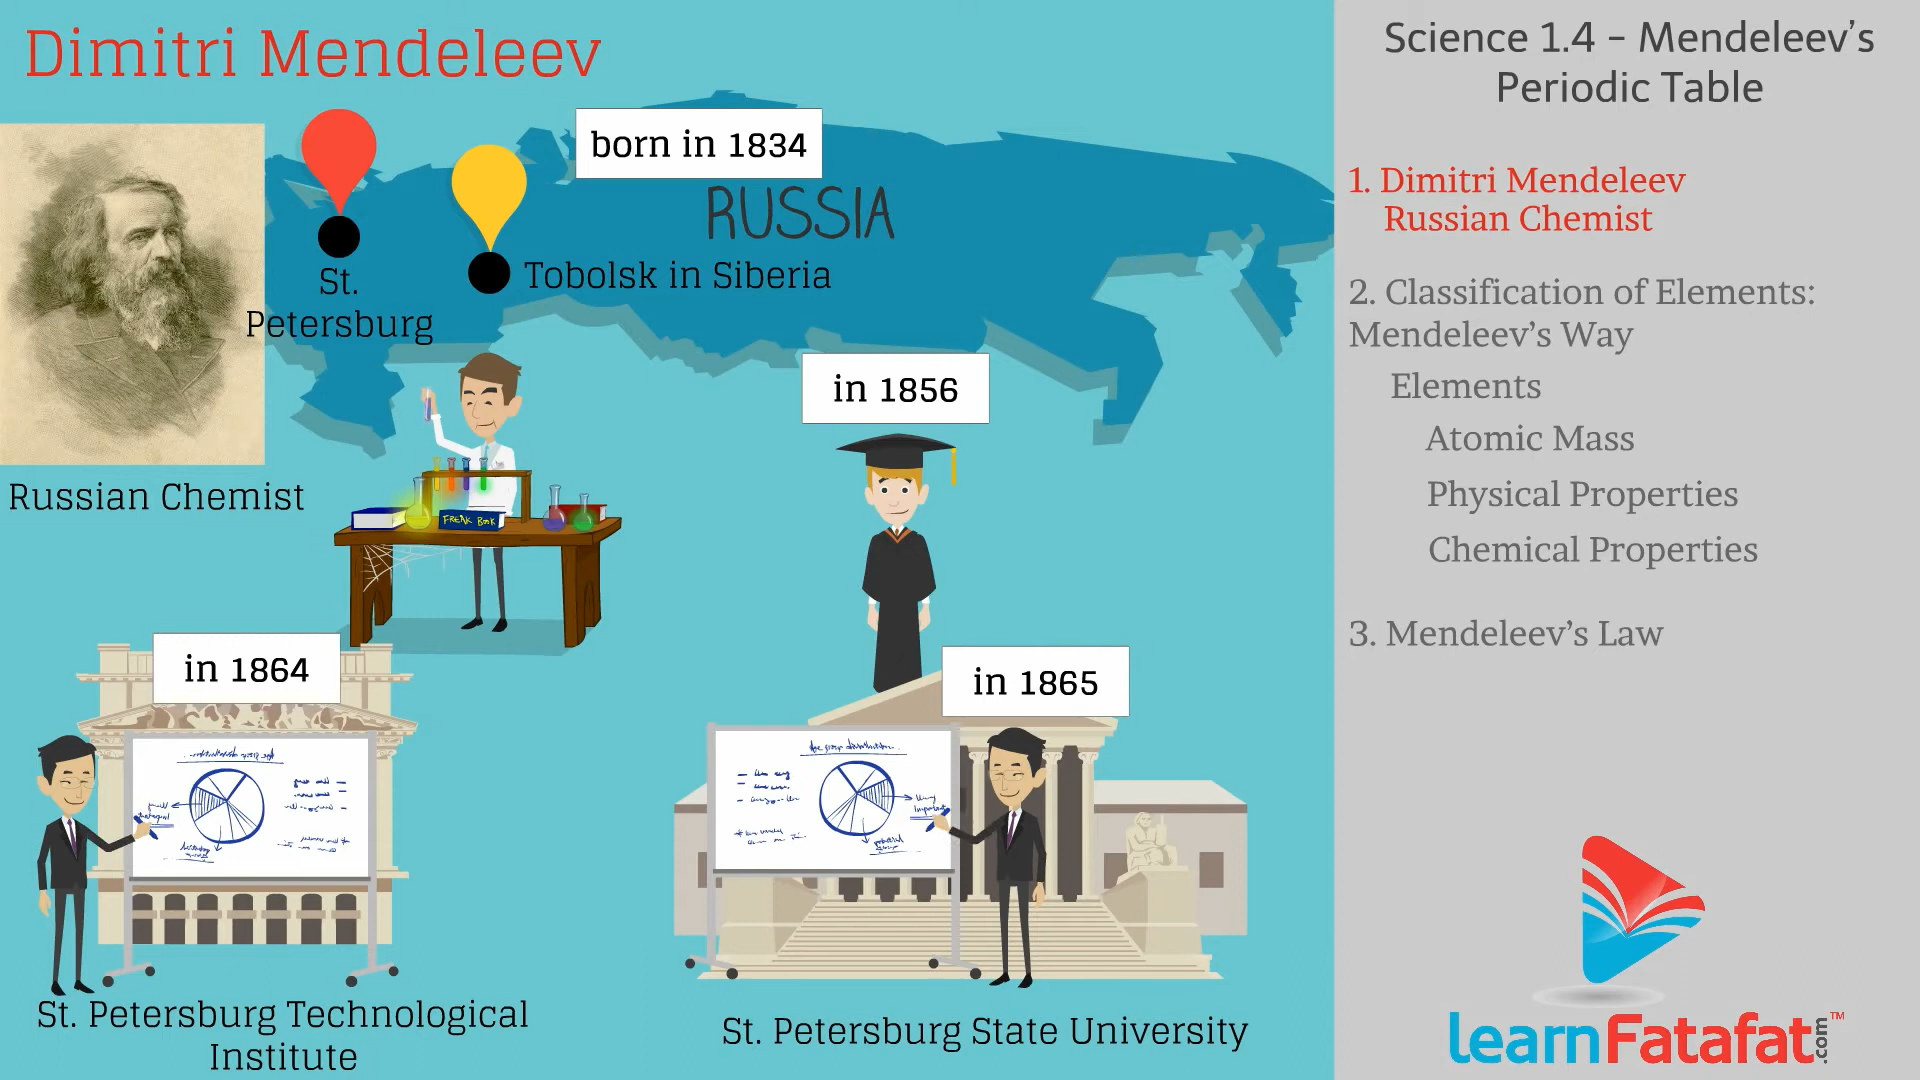 Dimitri Mendeleev
born in 1834
RUSSIA
St.
Petersburg
Tobolsk in Siberia
Russian Chemist
in 1856
FREAK BOOK
in 1864
in 1865
St. Petersburg Technological
Institute
St. Petersburg State University
Science 1.4 – Mendeleev’s
Periodic Table
1. Dimitri Mendeleev
Russian Chemist
2. Classification of Elements:
Mendeleev’s Way
Elements
Atomic Mass
Physical Properties
Chemical Properties
3. Mendeleev’s Law
learnFatafat.com™